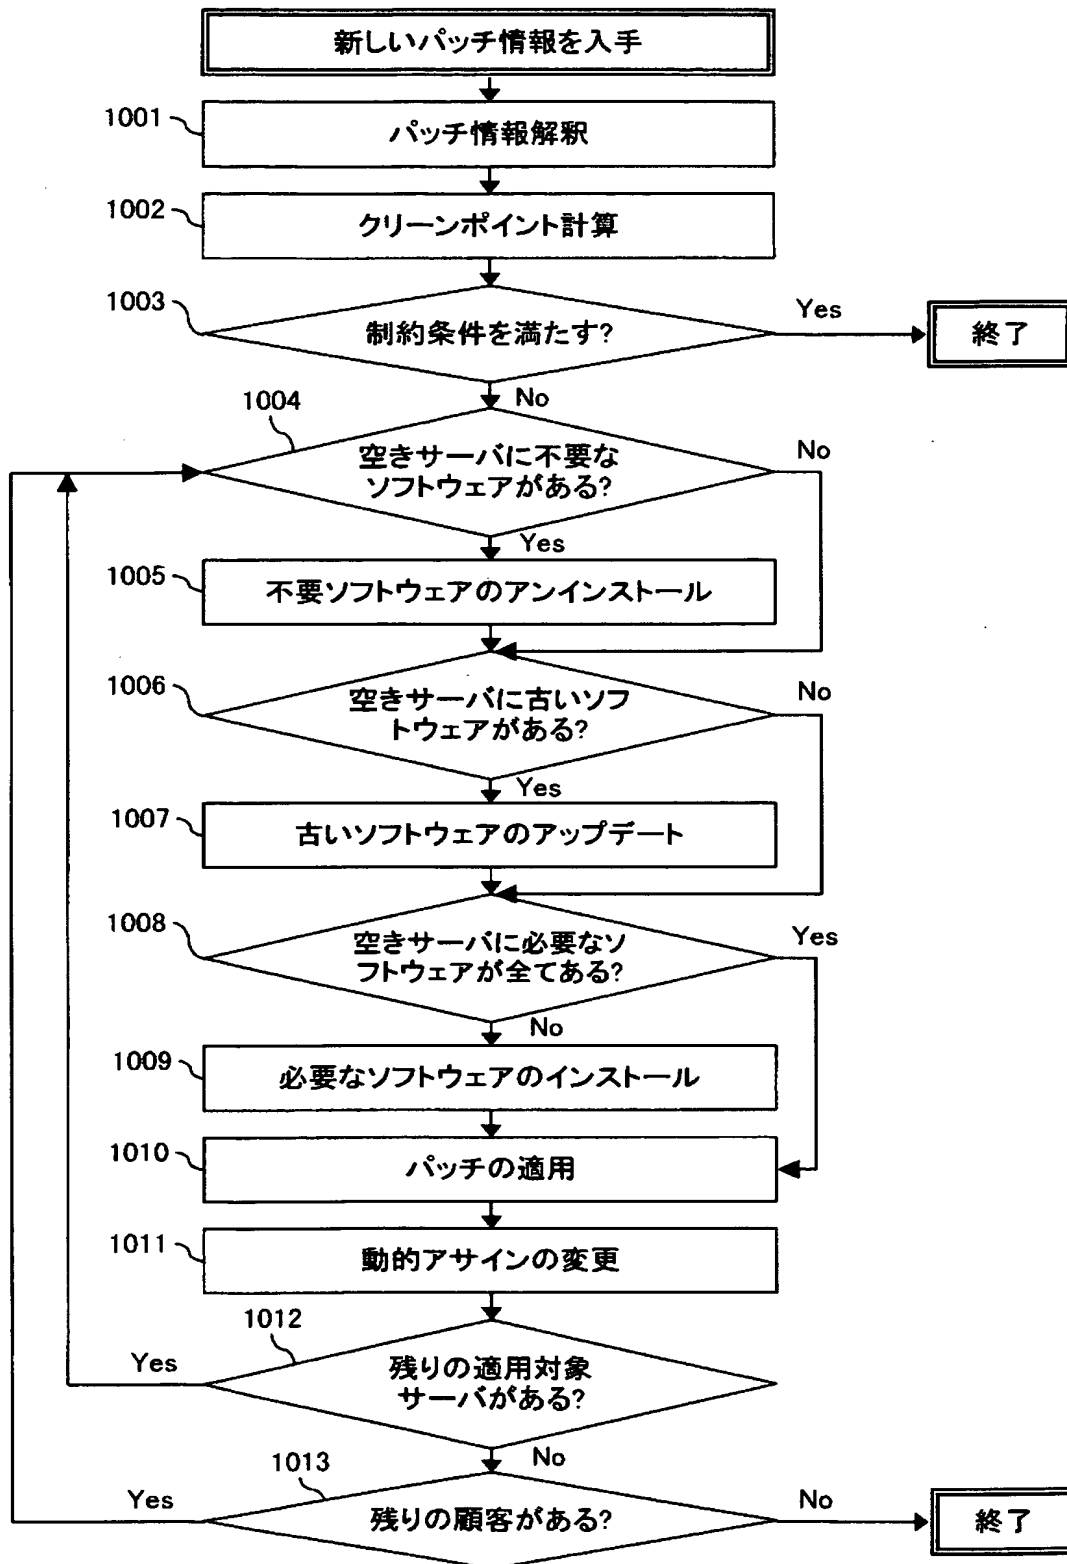 新しいパッチ情報を入手
1001
パッチ情報解釈
1002
クリーンポイント計算
1003
制約条件を満たす?
Yes
終了
No
1004
空きサーバに不要な
ソフトウェアがある?
No
Yes
1005
不要ソフトウェアのアンインストール
1006
空きサーバに古いソフ
トウェアがある?
No
Yes
1007
古いソフトウェアのアップデート
1008
空きサーバに必要なソ
フトウェアが全てある?
Yes
No
1009
必要なソフトウェアのインストール
1010
パッチの適用
1011
動的アサインの変更
1012
残りの適用対象
サーバがある?
Yes
No
1013
残りの顧客がある?
Yes
No
終了